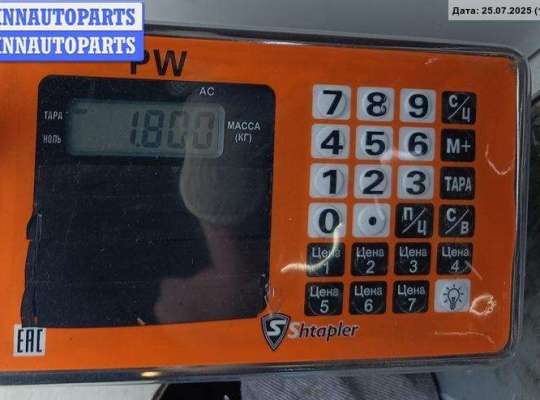 INNAUTOPARTS
INNAUTOPARTS
Дата: 25.07.2025 (
PW
AC
ТАРА
НОЛЬ
1.800
МАССА
(КГ)
7 8 9 С/Ц
4 5 6 М+
1 2 3 ТАРА
0 . П/Ц С/В
Цена 1 Цена 2 Цена 3 Цена 4
Цена 5 Цена 6 Цена 7
EAC
Shtapler